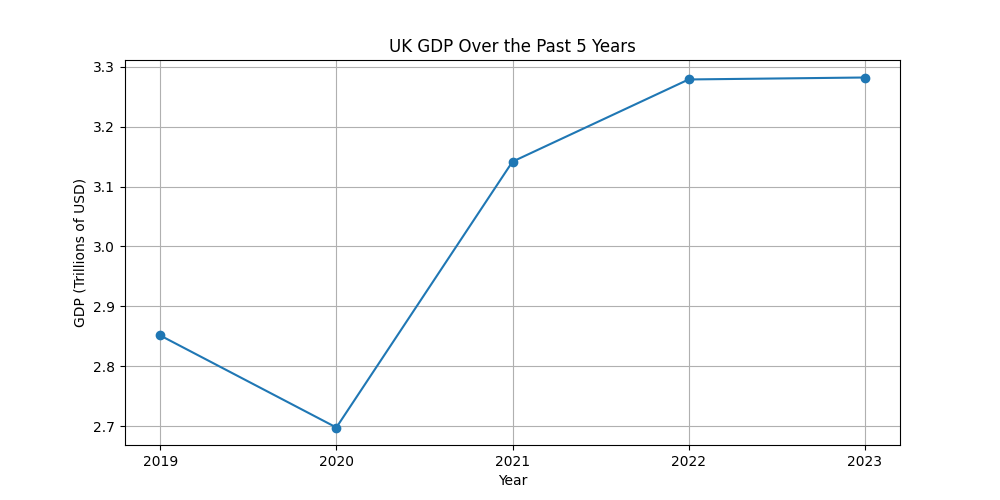 UK GDP Over the Past 5 Years
GDP (Trillions of USD)
3.3
3.2
3.1
3.0
2.9
2.8
2.7
2019 2020 2021 2022 2023
Year